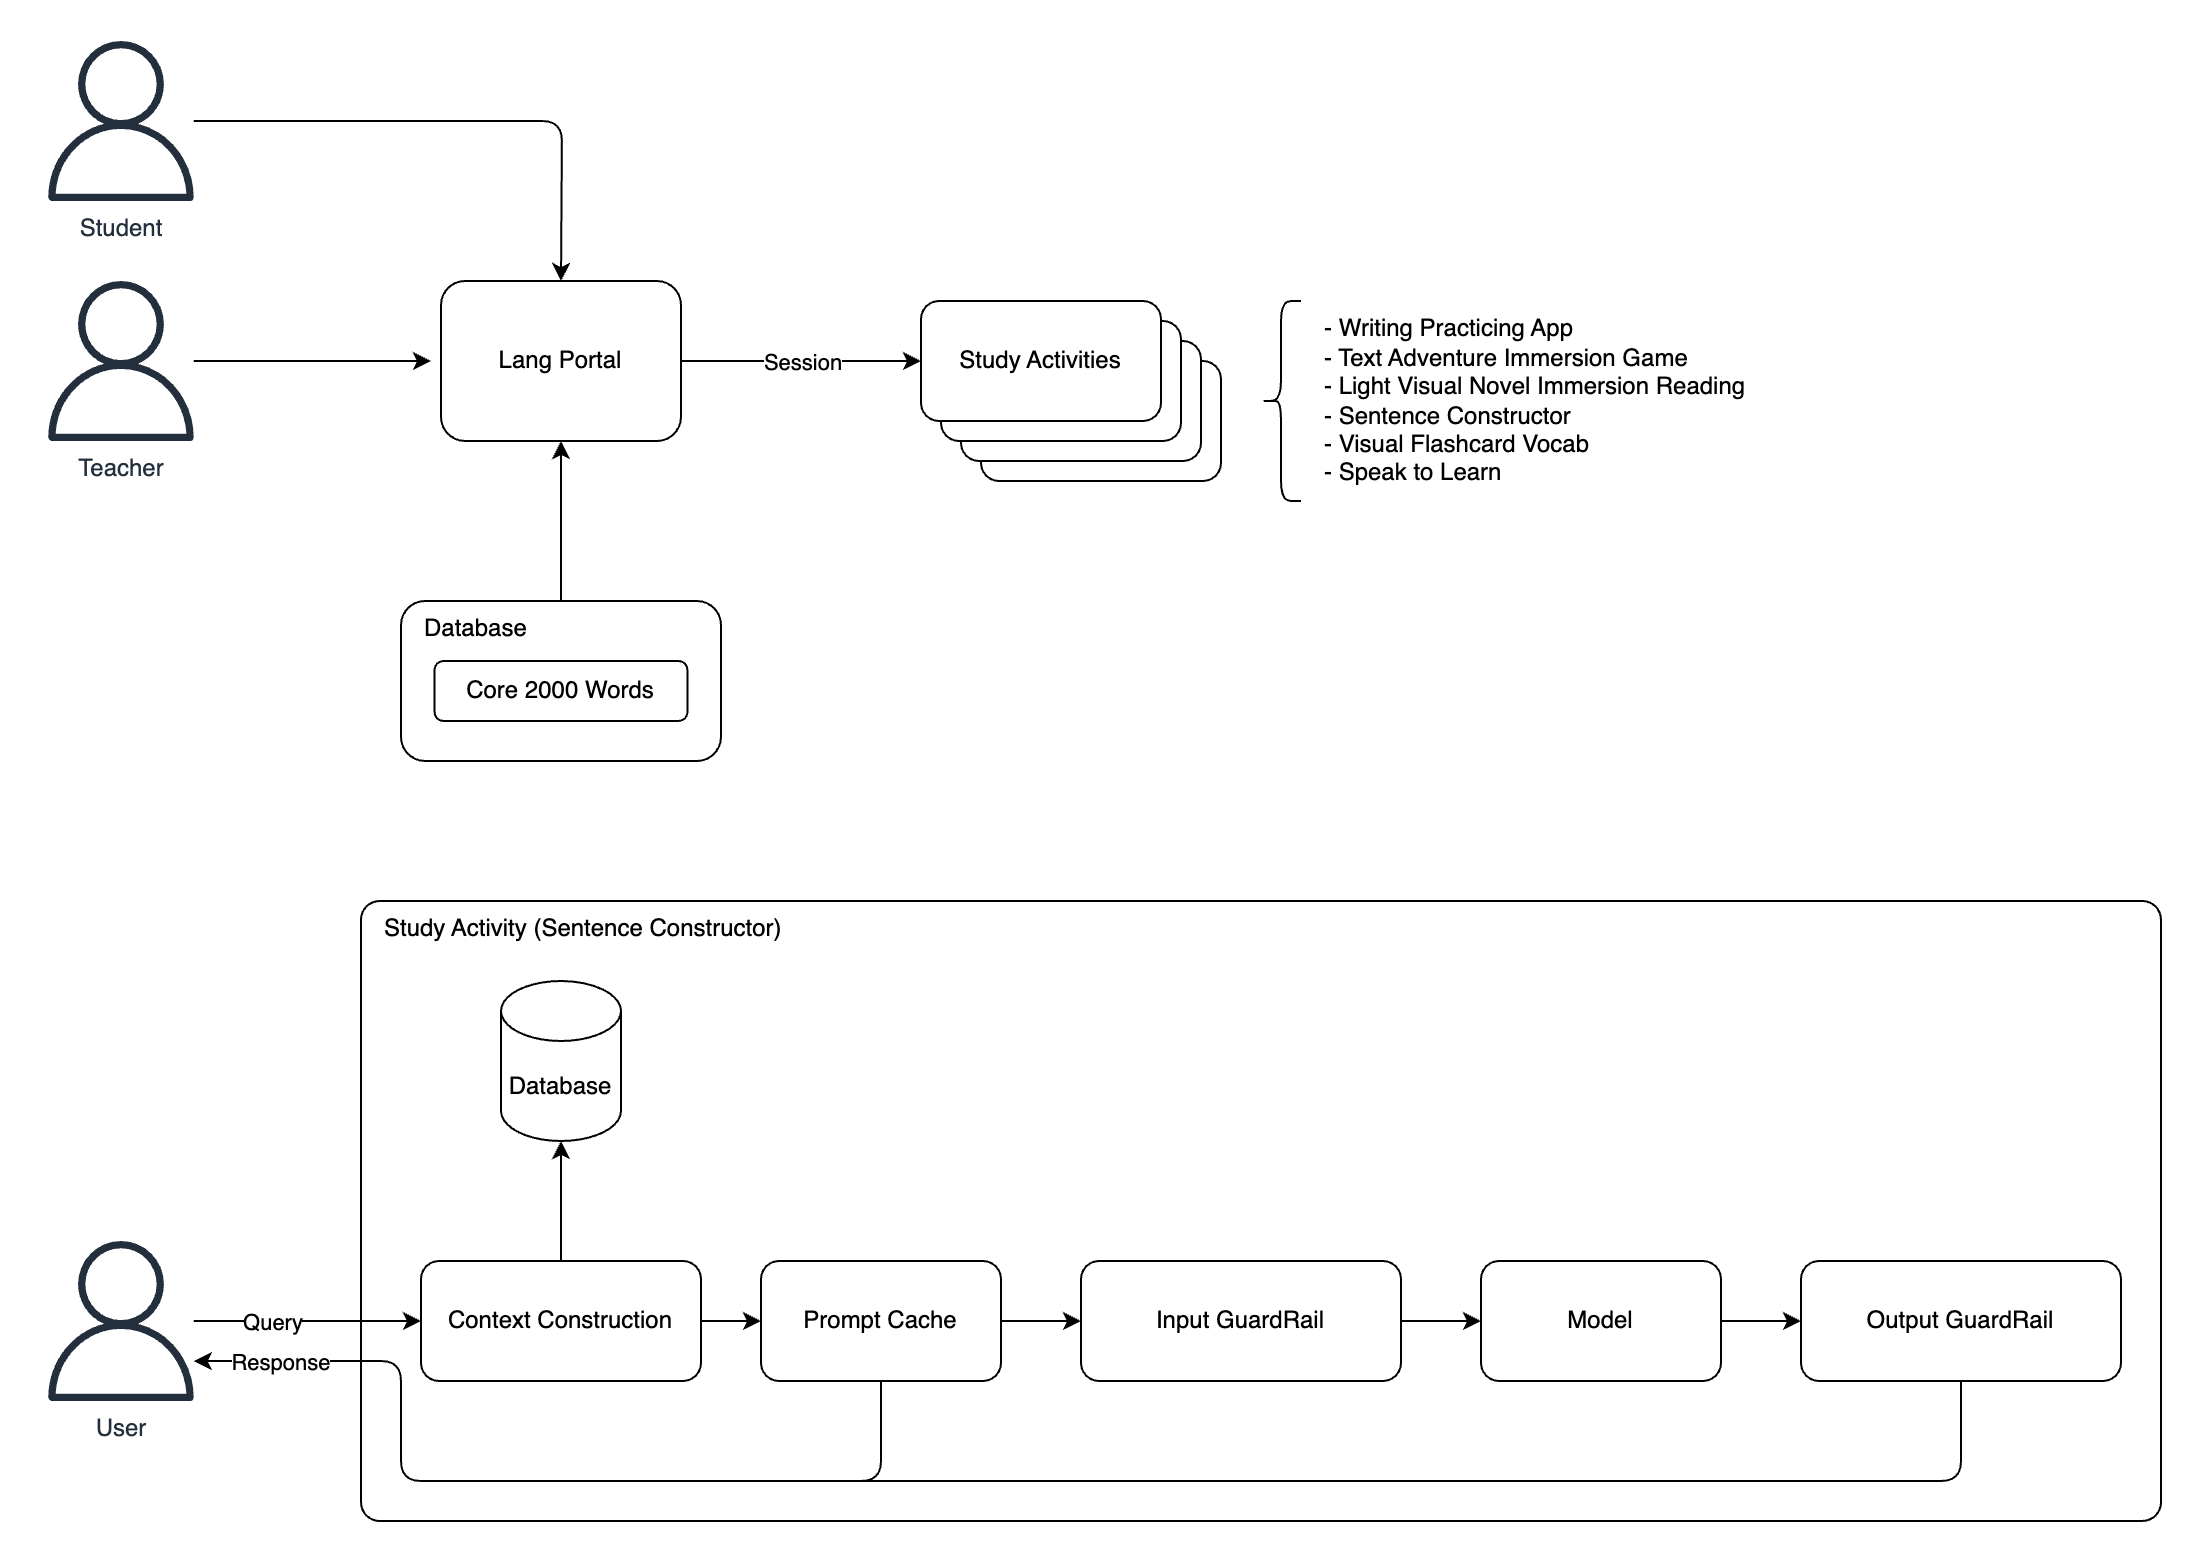 Student
Teacher
Lang Portal
Session
Study Activities
- Writing Practicing App
- Text Adventure Immersion Game
- Light Visual Novel Immersion Reading
- Sentence Constructor
- Visual Flashcard Vocab
- Speak to Learn
Database
Core 2000 Words
Study Activity (Sentence Constructor)
Database
Query
Response
User
Context Construction
Prompt Cache
Input GuardRail
Model
Output GuardRail